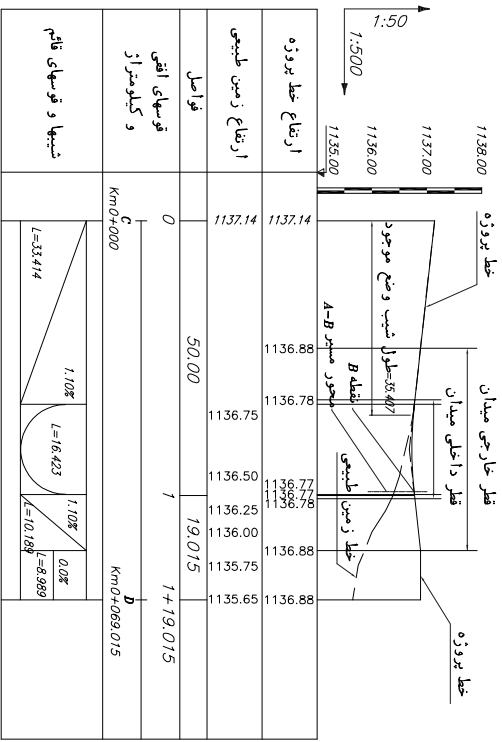 1:50
1:500
1138.00
1137.00
1136.00
1135.00
خط پروژه
قطر خارجی میدان
قطر داخلی میدان
طول شیب وضع موجود=35.407
نقطه B
محور مسیر A-B
خط زمین طبیعی
خط پروژه
ارتفاع خط پروژه
1137.14
1136.88
1136.78
1136.77
1136.77
1136.78
1136.88
1136.88
ارتفاع زمین طبیعی
1137.14
1136.75
1136.50
1136.25
1136.00
1135.75
1135.65
فواصل
50.00
19.015
قوسهای افقی
و کیلومتراژ
0
1
1+19.015
C
Km0+000
D
Km0+069.015
شیبها و قوسهای قائم
1.10%
L=33.414
L=16.423
1.10%
L=10.189
0.0%
L=8.989